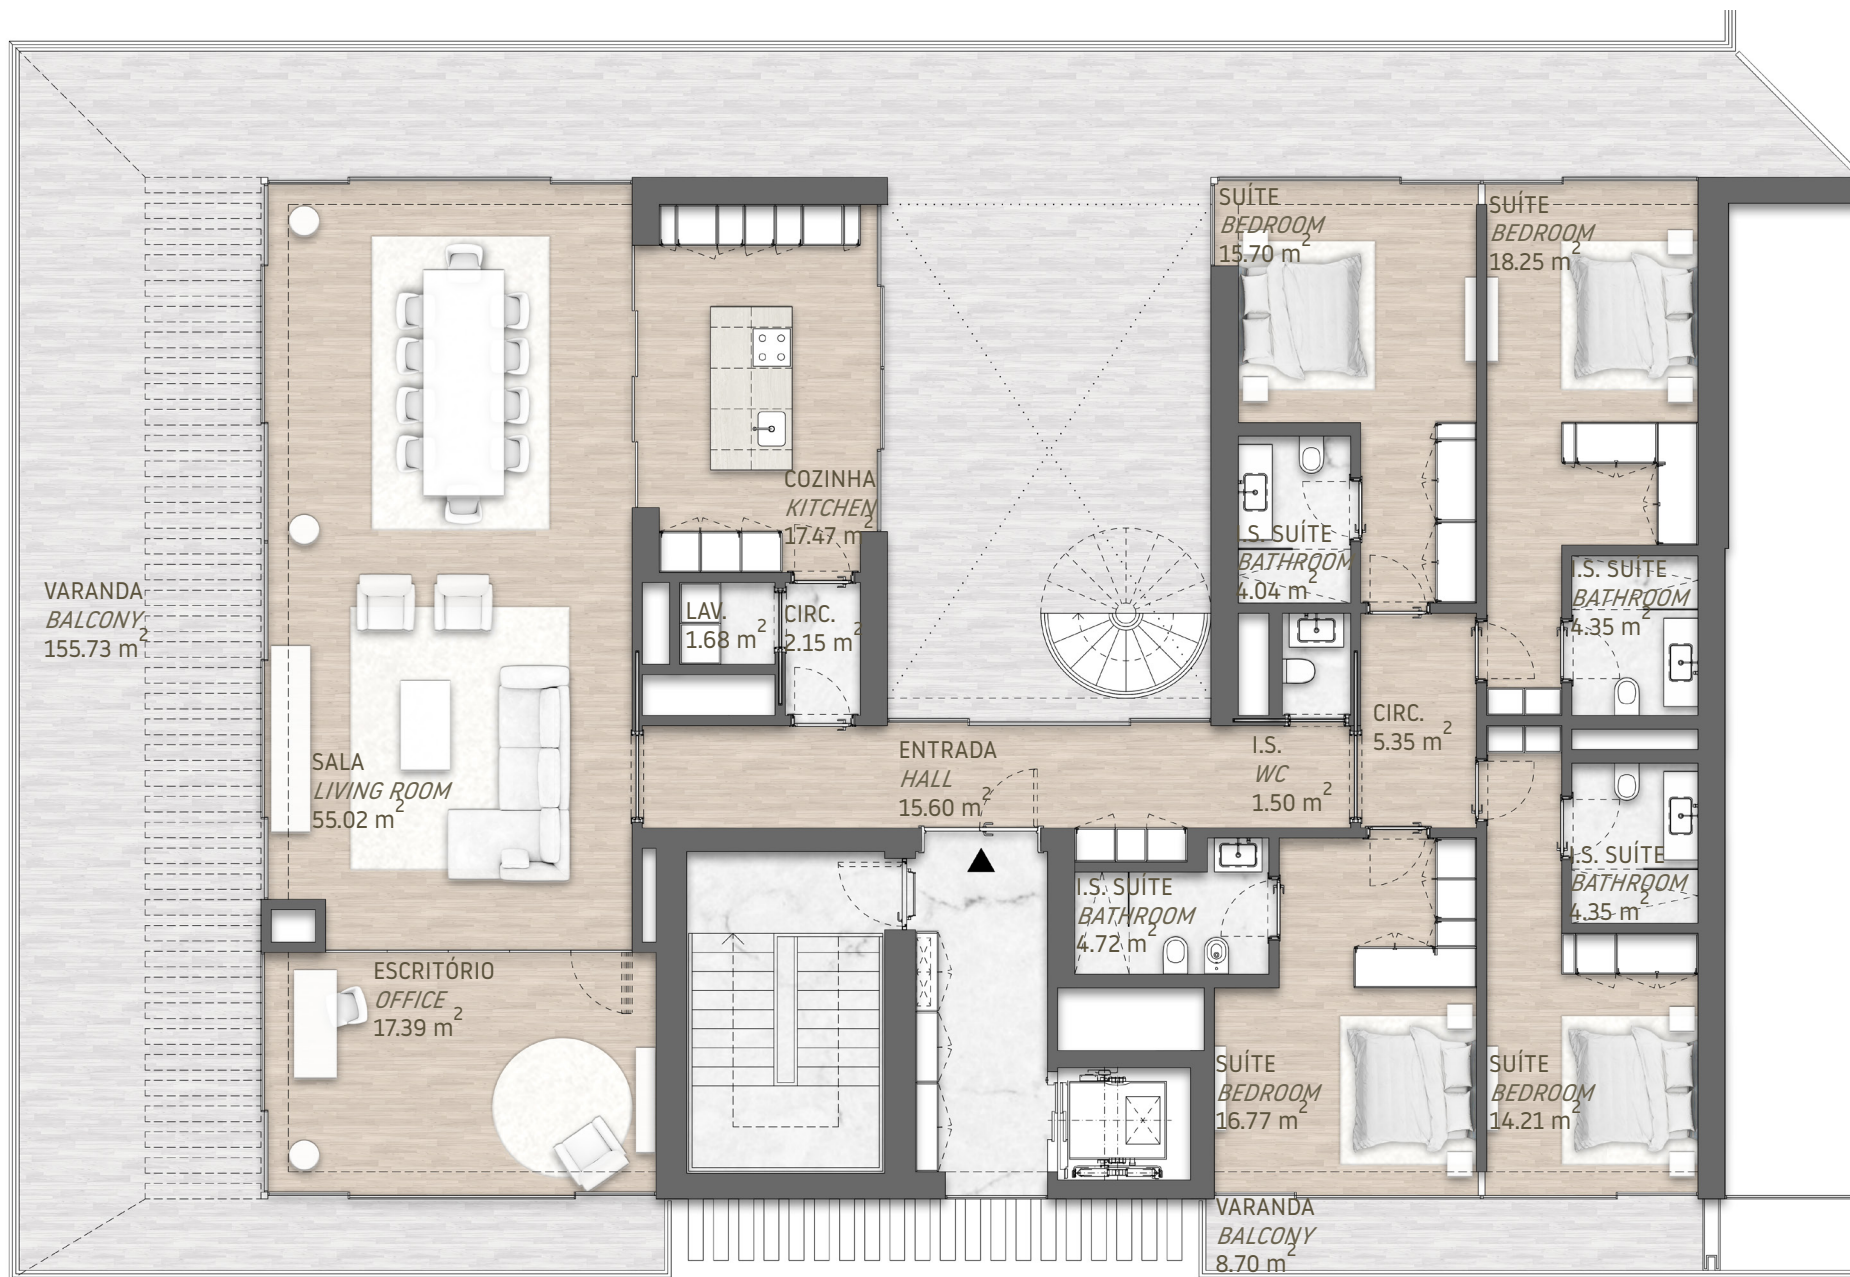 SUÍTE
BEDROOM
15.70 m²
SUÍTE
BEDROOM
18.25 m²
COZINHA
KITCHEN
17.47 m²
VARANDA
BALCONY
155.73 m²
LAV.
1.68 m²
CIRC.
2.15 m²
I.S. SUÍTE
BATHROOM
4.04 m²
I.S. SUÍTE
BATHROOM
4.35 m²
SALA
LIVING ROOM
55.02 m²
ENTRADA
HALL
15.60 m²
I.S.
WC
1.50 m²
CIRC.
5.35 m²
I.S. SUÍTE
BATHROOM
4.72 m²
I.S. SUÍTE
BATHROOM
4.35 m²
ESCRITÓRIO
OFFICE
17.39 m²
SUÍTE
BEDROOM
16.77 m²
SUÍTE
BEDROOM
14.21 m²
VARANDA
BALCONY
8.70 m²